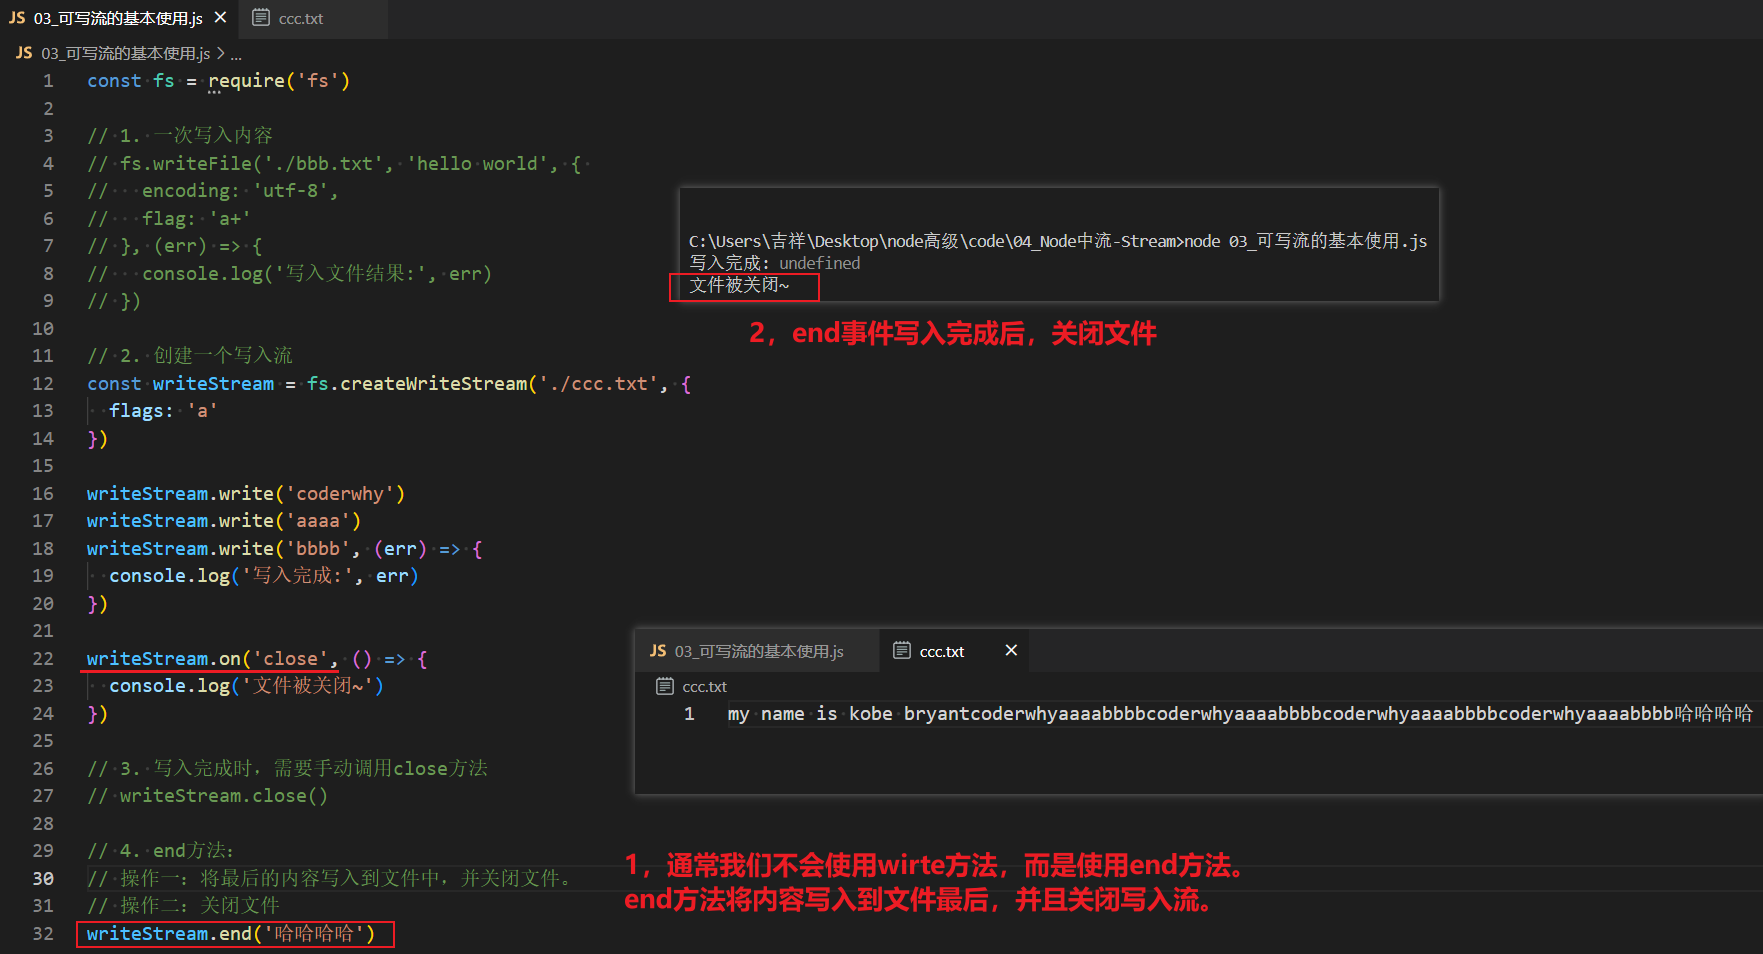 JS 03_可写流的基本使用.js × ccc.txt
JS 03_可写流的基本使用.js > ...
1 const fs = require('fs')
2
3 // 1. 一次写入内容
4 // fs.writeFile('./bbb.txt', 'hello world', {
5 //   encoding: 'utf-8',
6 //   flag: 'a+'
7 // }, (err) => {
8 //   console.log('写入文件结果:', err)
9 // })
10
11 // 2. 创建一个写入流
12 const writeStream = fs.createWriteStream('./ccc.txt', {
13   flags: 'a'
14 })
15
16 writeStream.write('coderwhy')
17 writeStream.write('aaaa')
18 writeStream.write('bbbb', (err) => {
19   console.log('写入完成:', err)
20 })
21
22 writeStream.on('close', () => {
23   console.log('文件被关闭~')
24 })
25
26 // 3. 写入完成时，需要手动调用close方法
27 // writeStream.close()
28
29 // 4. end方法:
30 // 操作一: 将最后的内容写入到文件中，并关闭文件。
31 // 操作二: 关闭文件
32 writeStream.end('哈哈哈哈')
C:\Users\吉祥\Desktop\node高级\code\04_Node中流-Stream>node 03_可写流的基本使用.js
写入完成: undefined
文件被关闭~
2，end事件写入完成后，关闭文件
JS 03_可写流的基本使用.js ccc.txt ×
ccc.txt
1 my name is kobe bryantcoderwhyaaaabbbbcoderwhyaaaabbbbcoderwhyaaaabbbbcoderwhyaaaabbbb哈哈哈哈
1，通常我们不会使用wirte方法，而是使用end方法。
end方法将内容写入到文件最后，并且关闭写入流。